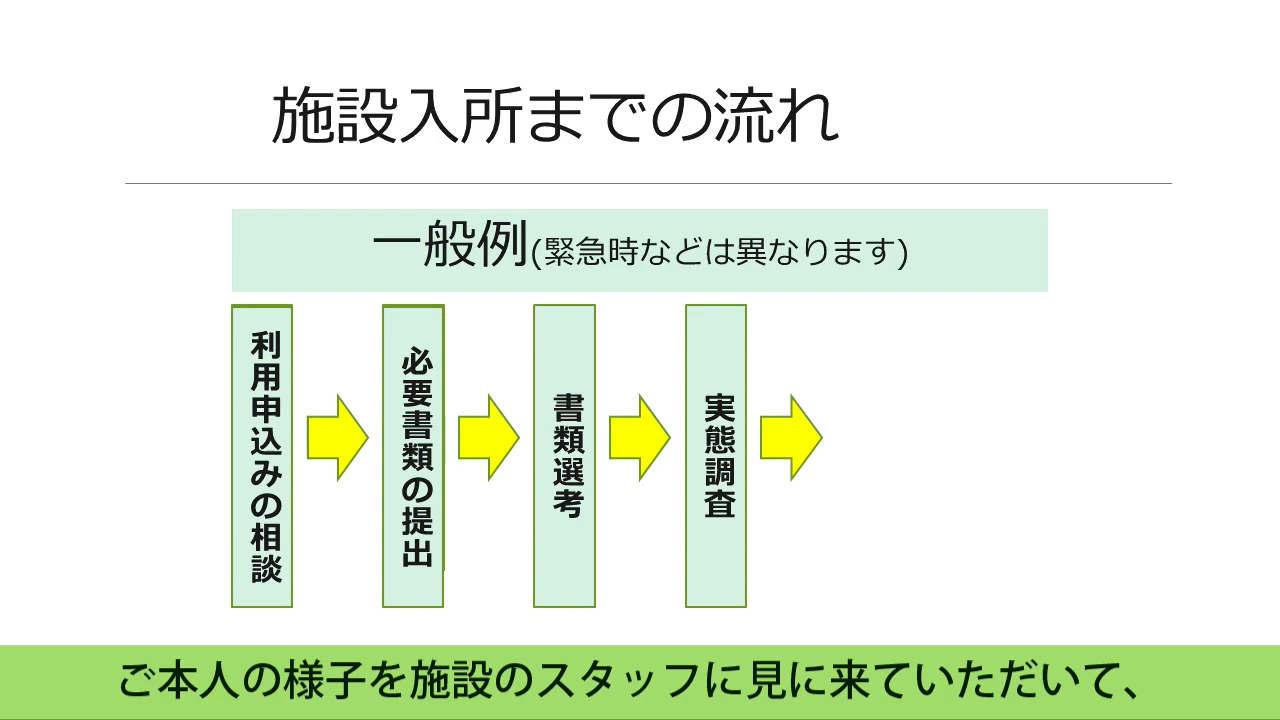 施設入所までの流れ
一般例(緊急時などは異なります)
利用申込みの相談
必要書類の提出
書類選考
実態調査
ご本人の様子を施設のスタッフに見に来ていただいて、